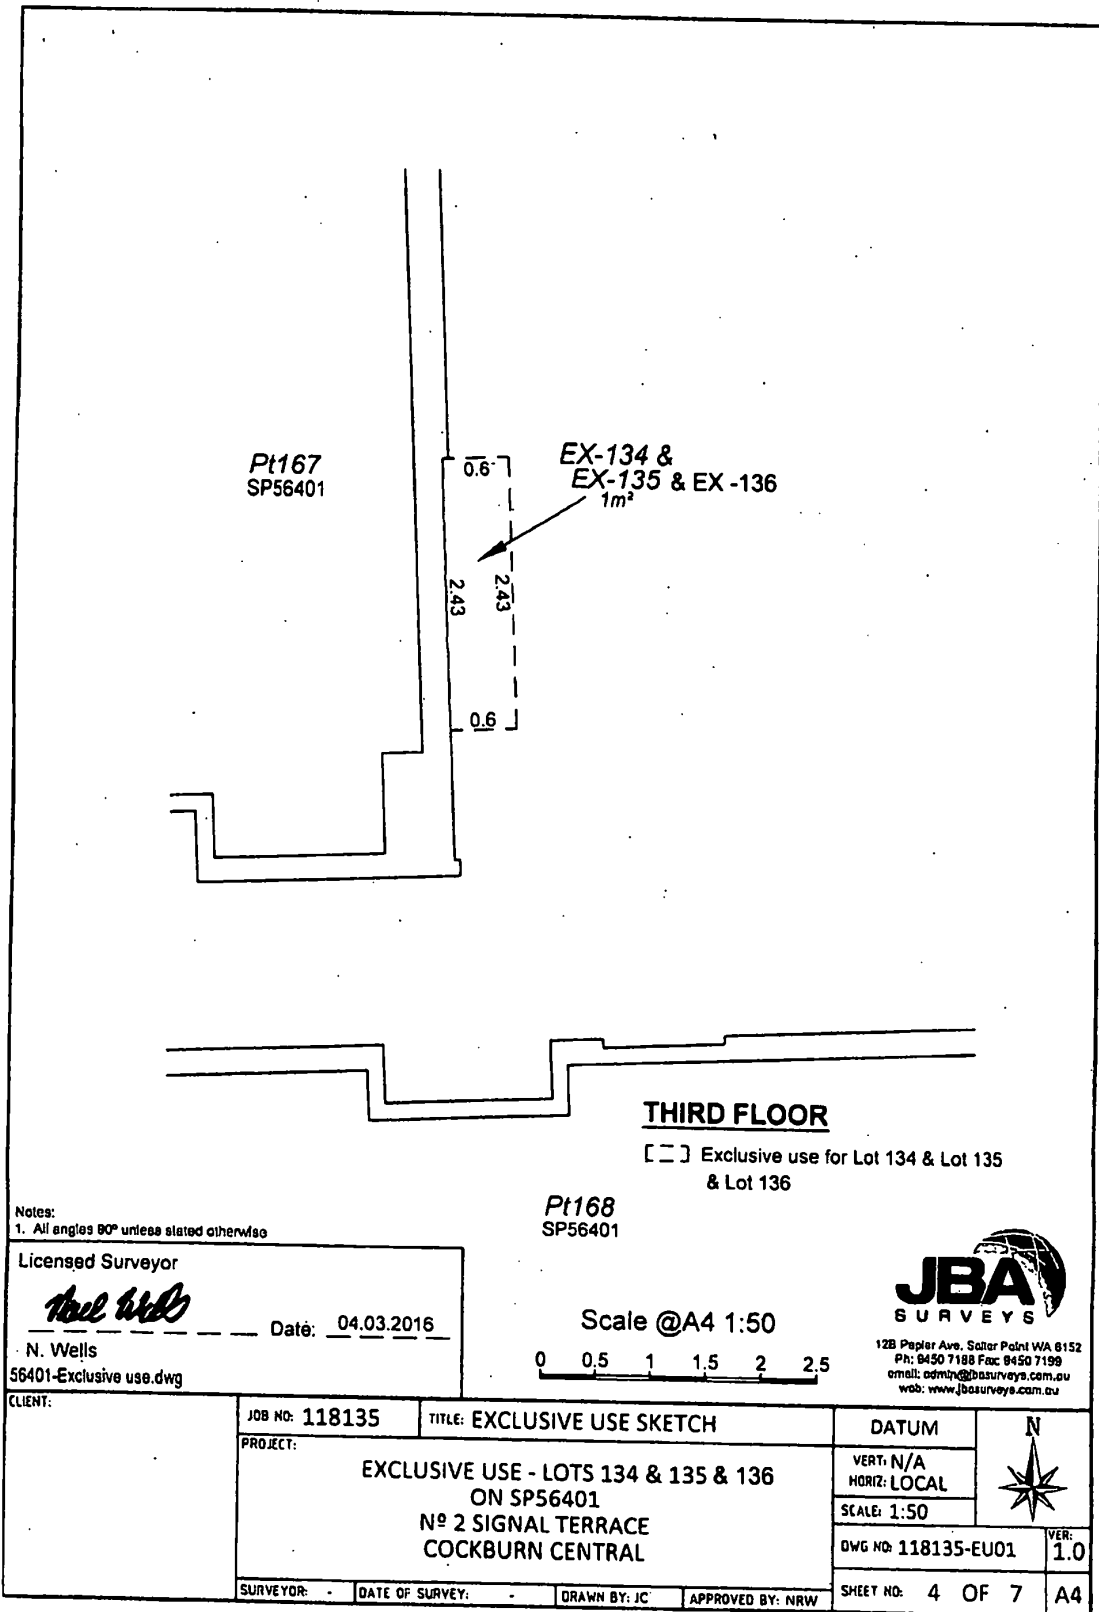 Pt167
SP56401
0.6
EX-134 &
EX-135 & EX -136
1m²
2.43
2.43
0.6
THIRD FLOOR
Exclusive use for Lot 134 & Lot 135
& Lot 136
Pt168
SP56401
Notes:
1. All angles 90° unless stated otherwise
Licensed Surveyor
Date: 04.03.2016
N. Wells
56401-Exclusive use.dwg
Scale @A4 1:50
0 0.5 1 1.5 2 2.5
JBA
SURVEYS
12B Ave, Salter Point WA 6152
Ph: 9450 7188 Fax: 9450 7199
email: admin@jbasurveys.com.au
web: www.jbasurveys.com.au
CLIENT:
JOB NO: 118135
TITLE: EXCLUSIVE USE SKETCH
PROJECT:
EXCLUSIVE USE - LOTS 134 & 135 & 136
ON SP56401
Nº 2 SIGNAL TERRACE
COCKBURN CENTRAL
SURVEYOR: -
DATE OF SURVEY: -
DRAWN BY: JC
APPROVED BY: NRW
DATUM
VERT: N/A
HORIZ: LOCAL
SCALE: 1:50
N
DWG NO: 118135-EU01
VER:
1.0
SHEET NO: 4 OF 7
A4